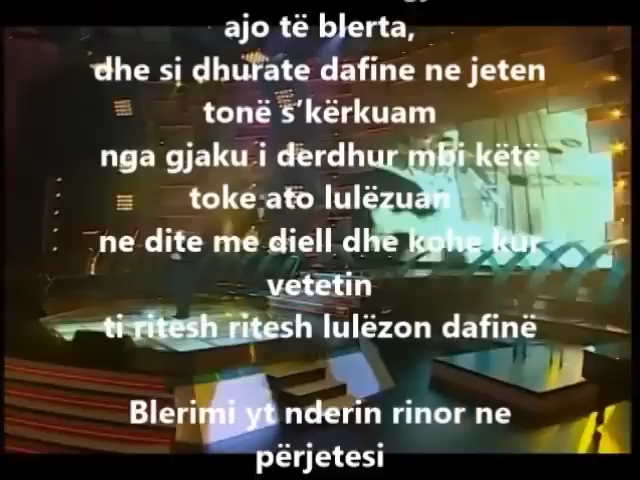 ajo të blerta,
dhe si dhurate dafine ne jeten
tonë s’kërkuam
nga gjaku i derdhur mbi këtë
toke ato lulëzuan
ne dite me diell dhe kohe kur
vetetin
ti ritesh ritesh lulëzon dafinë
Blerimi yt nderin rinor ne
përjetesi